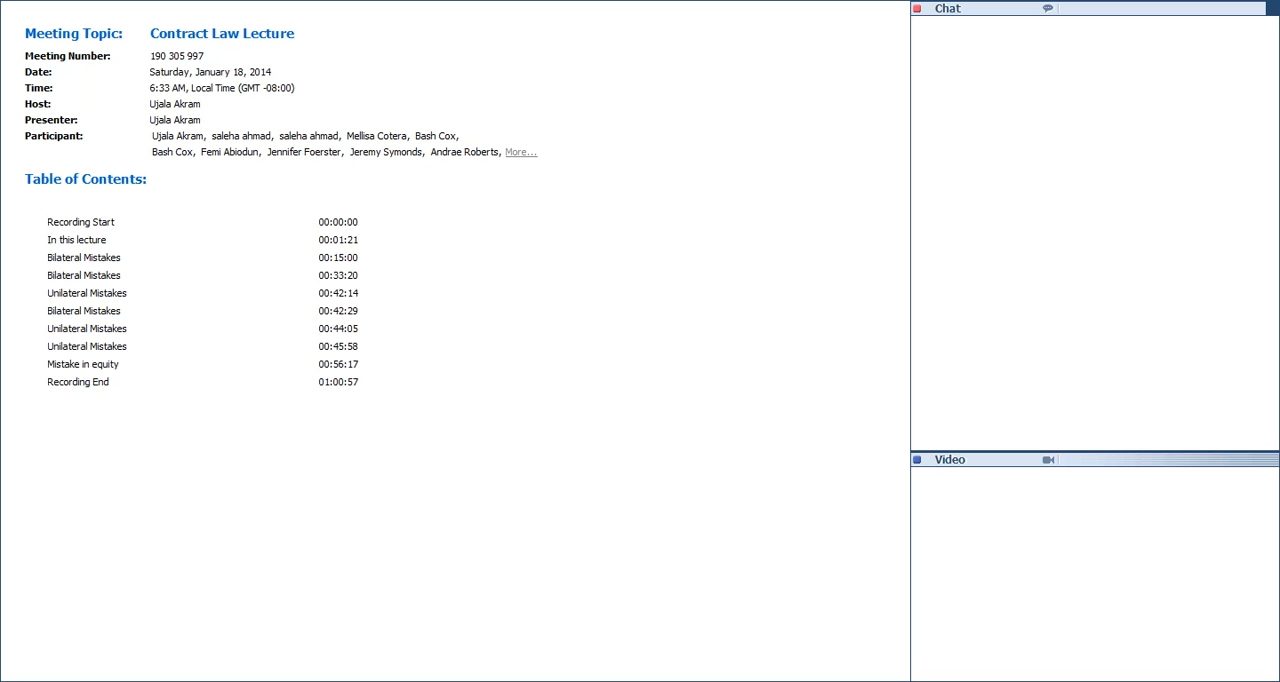 Meeting Topic: Contract Law Lecture
Meeting Number: 190 305 997
Date: Saturday, January 18, 2014
Time: 6:33 AM, Local Time (GMT -08:00)
Host: Ujala Akram
Presenter: Ujala Akram
Participant: Ujala Akram, saleha ahmad, saleha ahmad, Mellisa Cotera, Bash Cox,
Bash Cox, Femi Abiodun, Jennifer Foerster, Jeremy Symonds, Andrae Roberts, More...
Table of Contents:
Recording Start 00:00:00
In this lecture 00:01:21
Bilateral Mistakes 00:15:00
Bilateral Mistakes 00:33:20
Unilateral Mistakes 00:42:14
Bilateral Mistakes 00:42:29
Unilateral Mistakes 00:44:05
Unilateral Mistakes 00:45:58
Mistake in equity 00:56:17
Recording End 01:00:57
Chat
Video